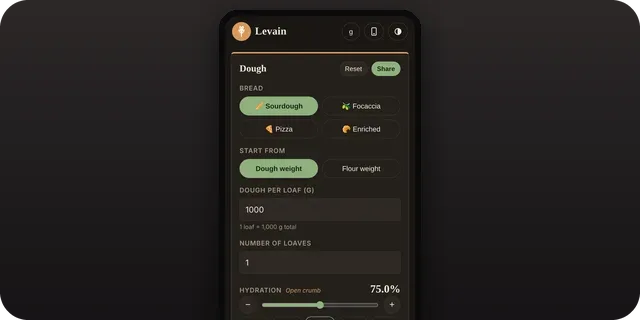 Levain
g
Dough
Reset
Share
BREAD
Sourdough
Focaccia
Pizza
Enriched
START FROM
Dough weight
Flour weight
DOUGH PER LOAF (G)
1000
1 loaf = 1,000 g total
NUMBER OF LOAVES
1
HYDRATION Open crumb 75.0%
− +